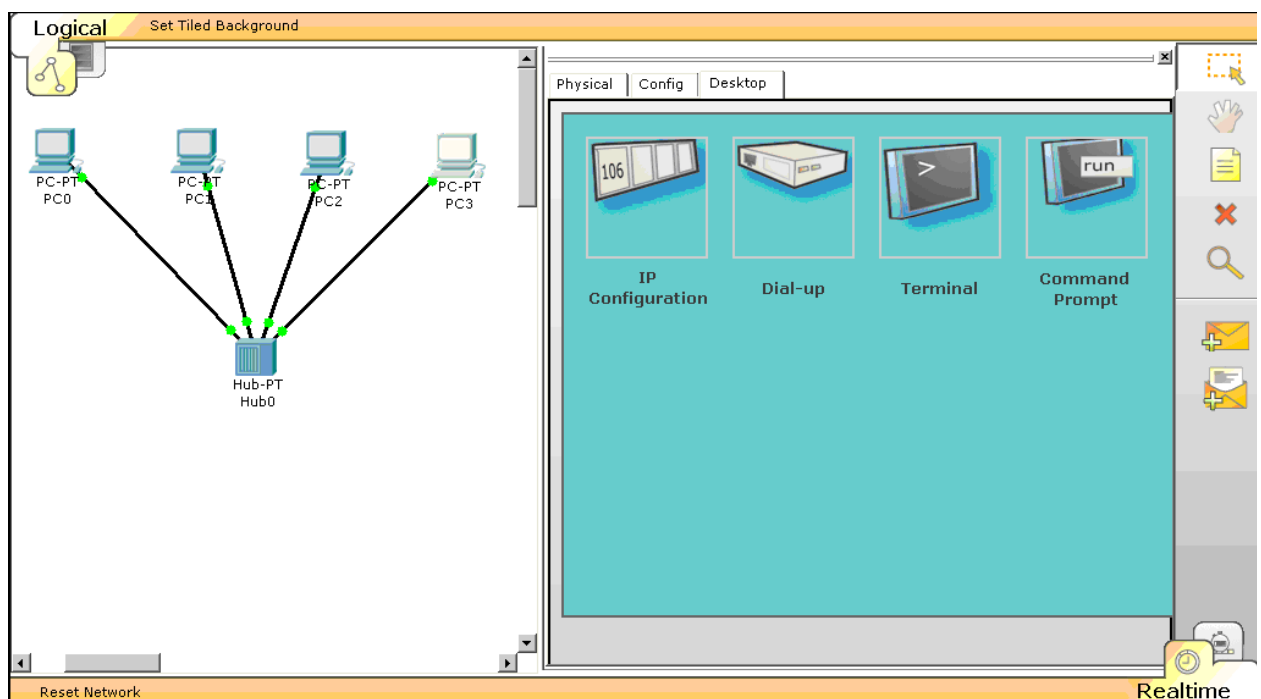 Logical
Set Tiled Background
Physical
Config
Desktop
PC-PT
PC0
PC-PT
PC1
PC-PT
PC2
PC-PT
PC3
Hub-PT
Hub0
106
>
run
IP
Configuration
Dial-up
Terminal
Command
Prompt
Reset Network
Realtime